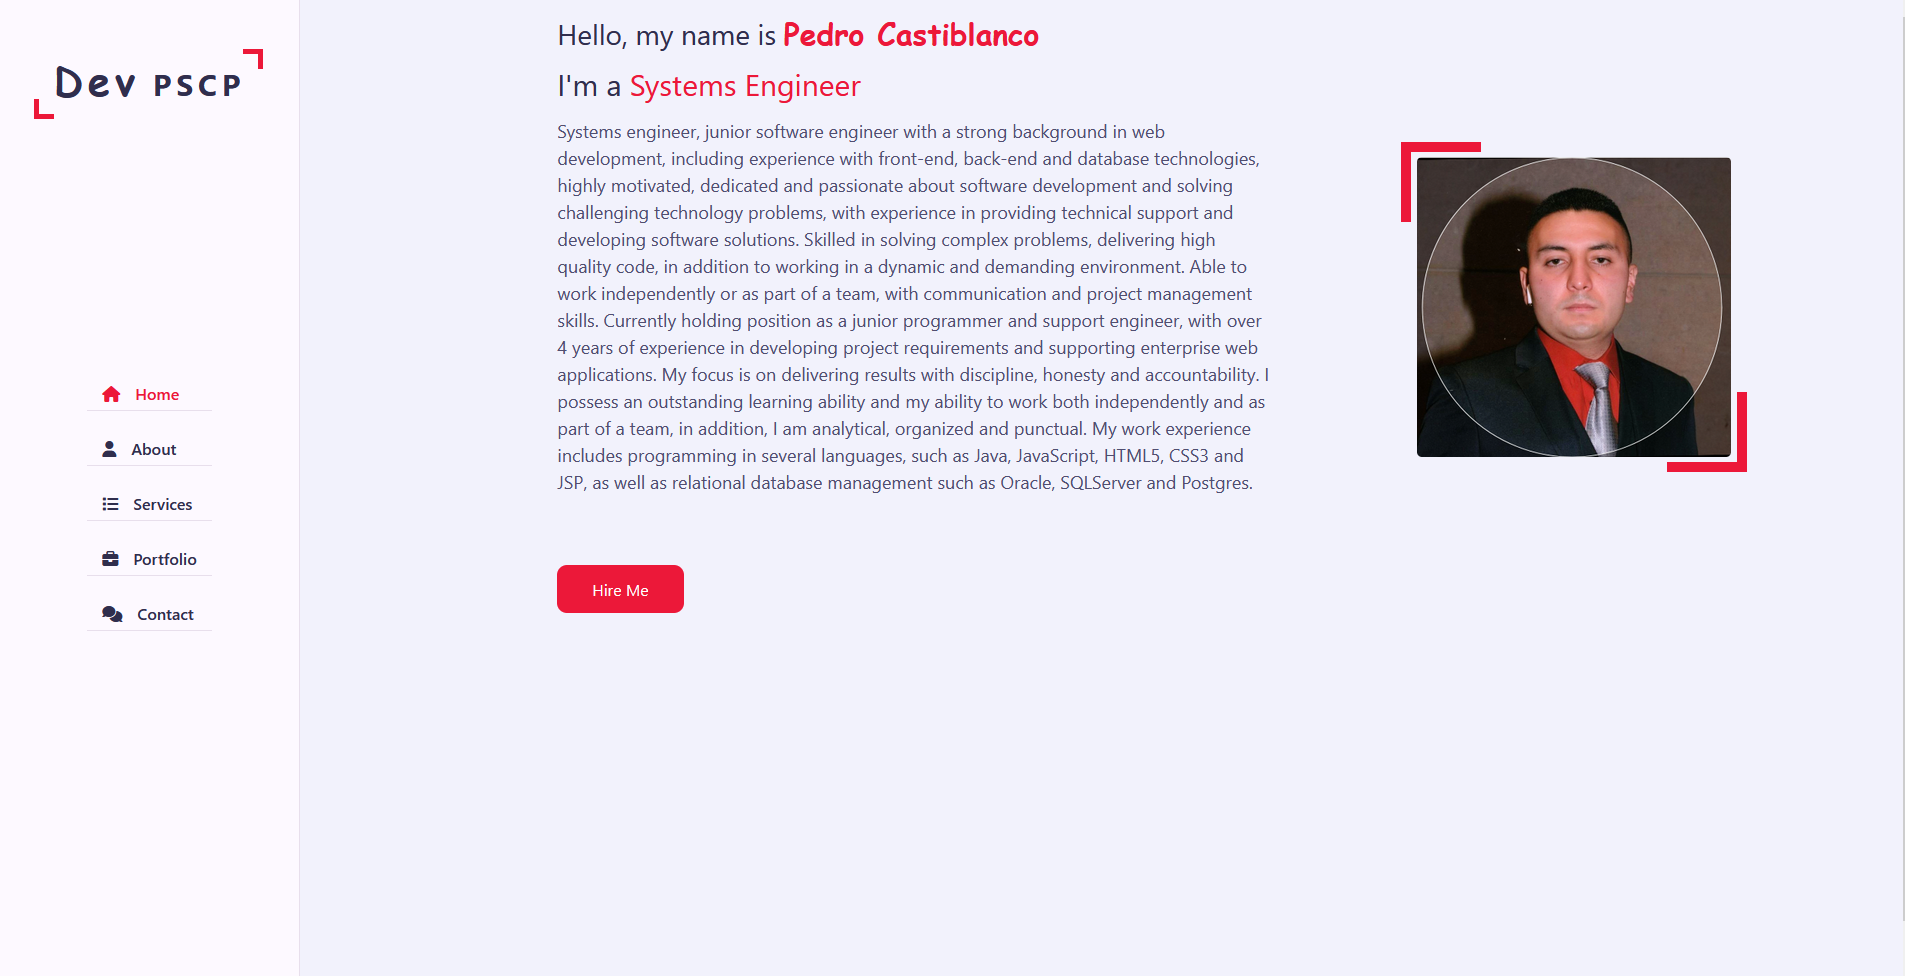 Dev PSCP
Home
About
Services
Portfolio
Contact
Hello, my name is Pedro Castiblanco
I'm a Systems Engineer
Systems engineer, junior software engineer with a strong background in web
development, including experience with front-end, back-end and database technologies,
highly motivated, dedicated and passionate about software development and solving
challenging technology problems, with experience in providing technical support and
developing software solutions. Skilled in solving complex problems, delivering high
quality code, in addition to working in a dynamic and demanding environment. Able to
work independently or as part of a team, with communication and project management
skills. Currently holding position as a junior programmer and support engineer, with over
4 years of experience in developing project requirements and supporting enterprise web
applications. My focus is on delivering results with discipline, honesty and accountability. I
possess an outstanding learning ability and my ability to work both independently and as
part of a team, in addition, I am analytical, organized and punctual. My work experience
includes programming in several languages, such as Java, JavaScript, HTML5, CSS3 and
JSP, as well as relational database management such as Oracle, SQLServer and Postgres.
Hire Me